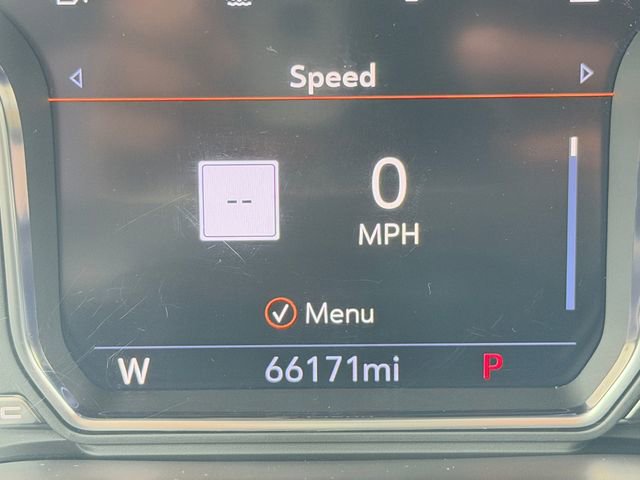 Speed
--
0
MPH
Menu
W 66171mi P
C